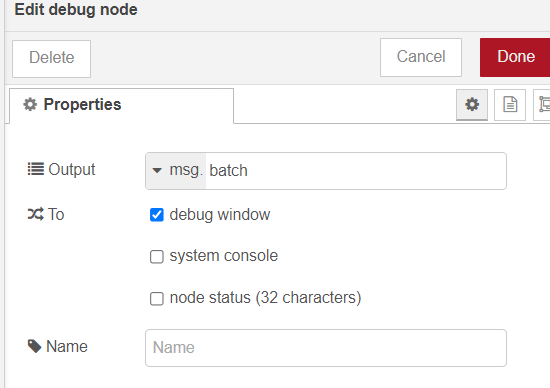 Edit debug node
Delete
Cancel
Done
Properties
Output
msg. batch
To
debug window
system console
node status (32 characters)
Name
Name